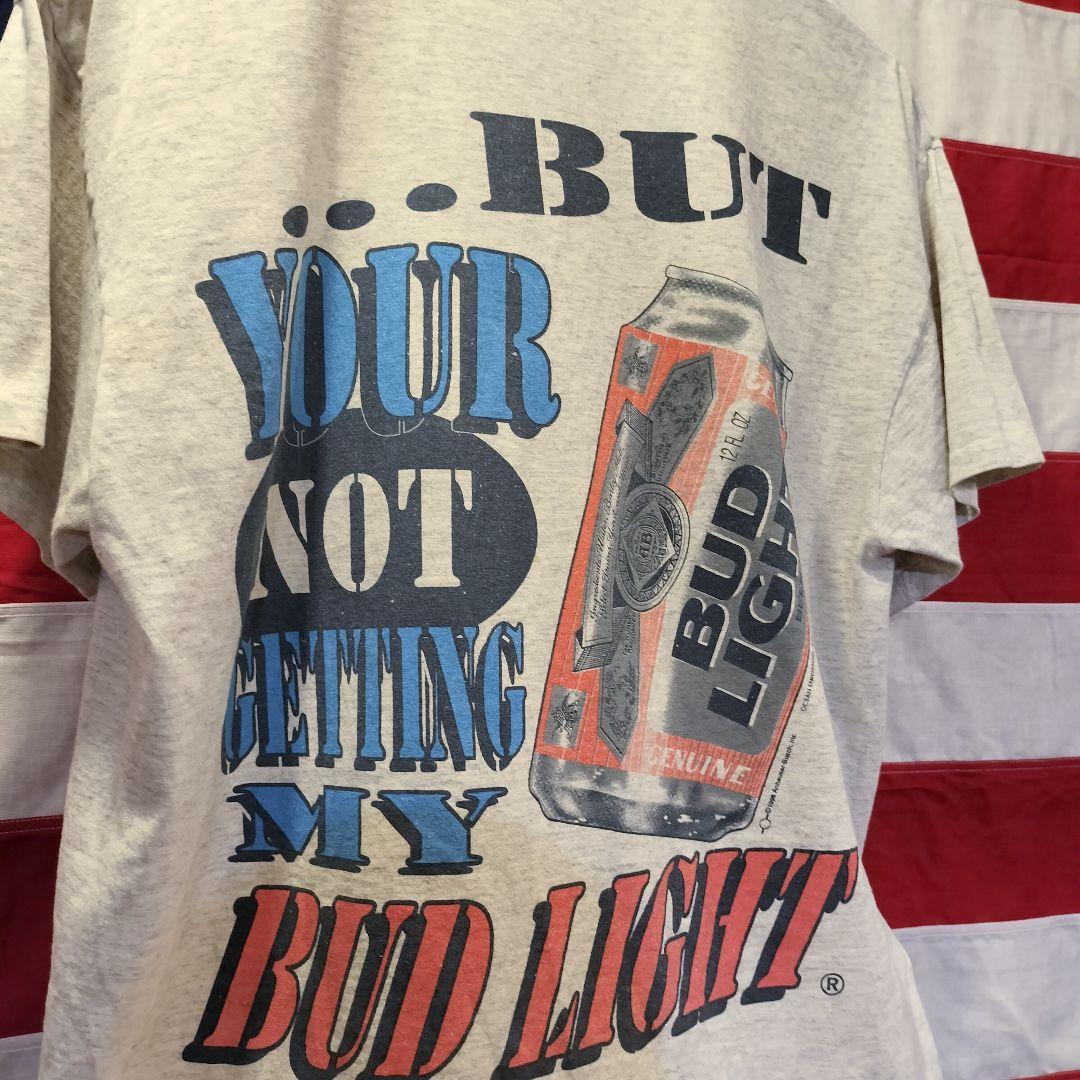 ...BUT
YOUR
NOT
GETTING
MY
BUD LIGHT
®
12 FL OZ
BUD
LIGHT
GENUINE